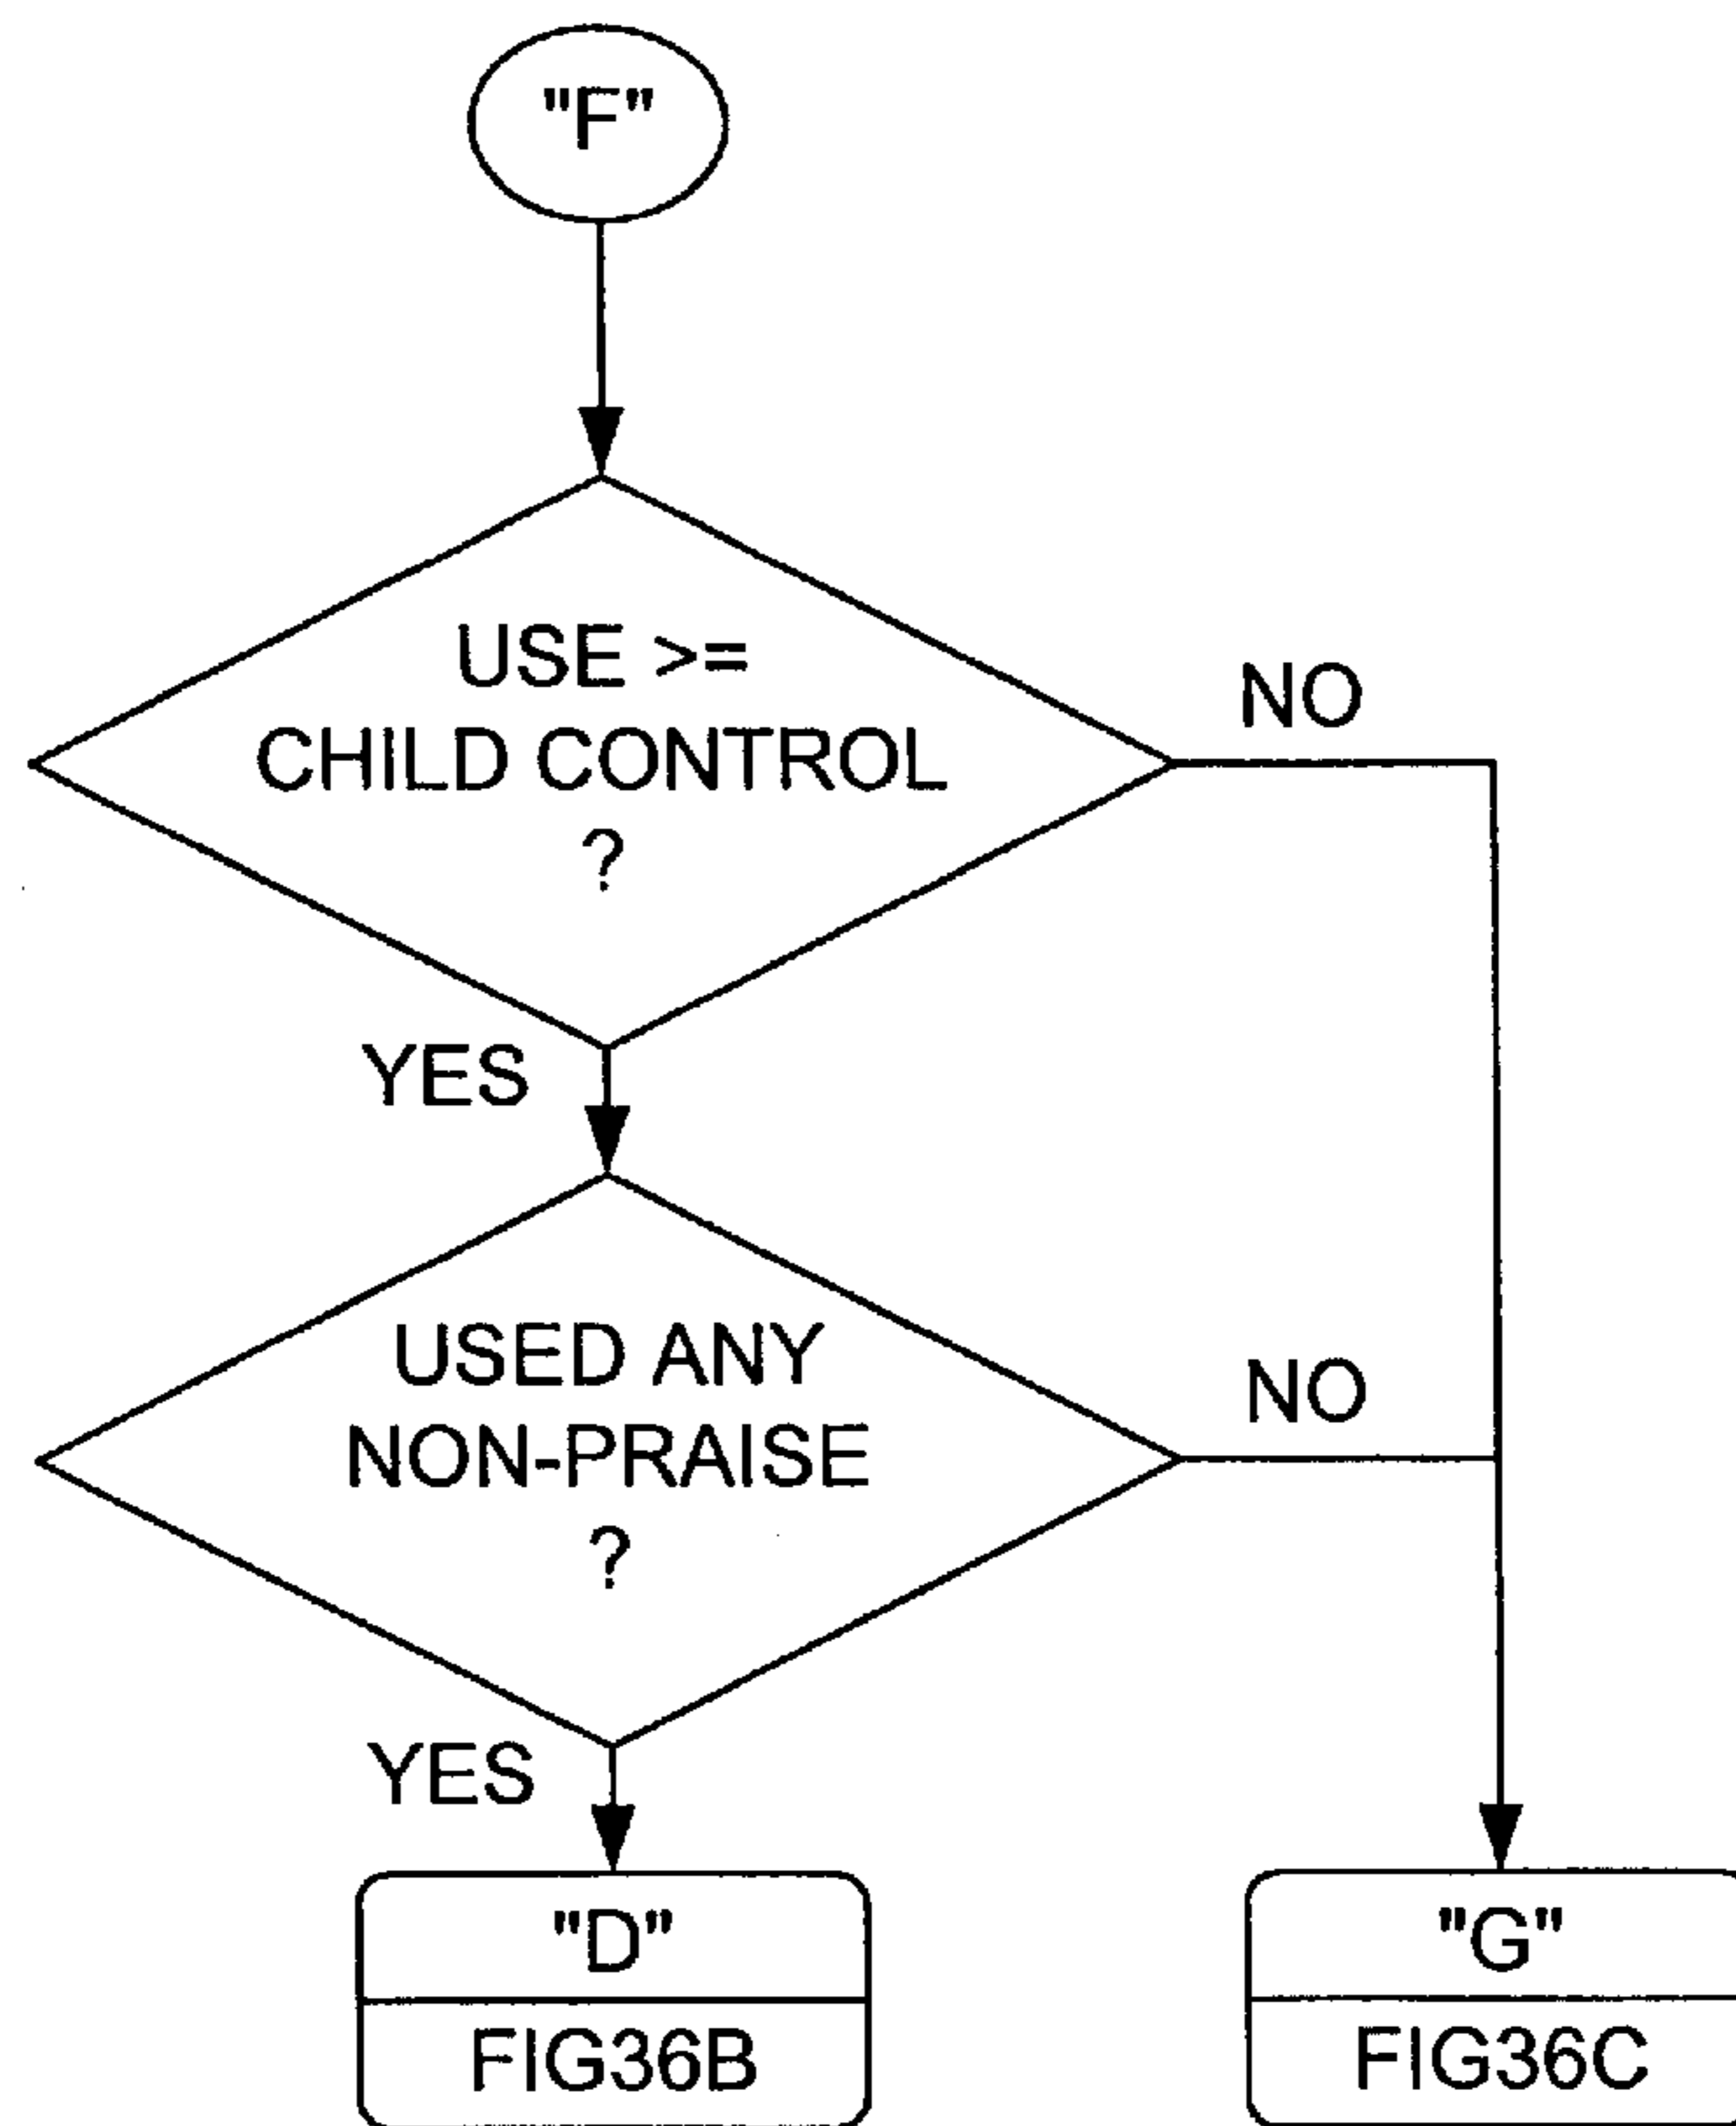 "F"
USE >=
CHILD CONTROL
?
NO
YES
USED ANY
NON-PRAISE
?
NO
YES
"D"
FIG36B
"G"
FIG36C